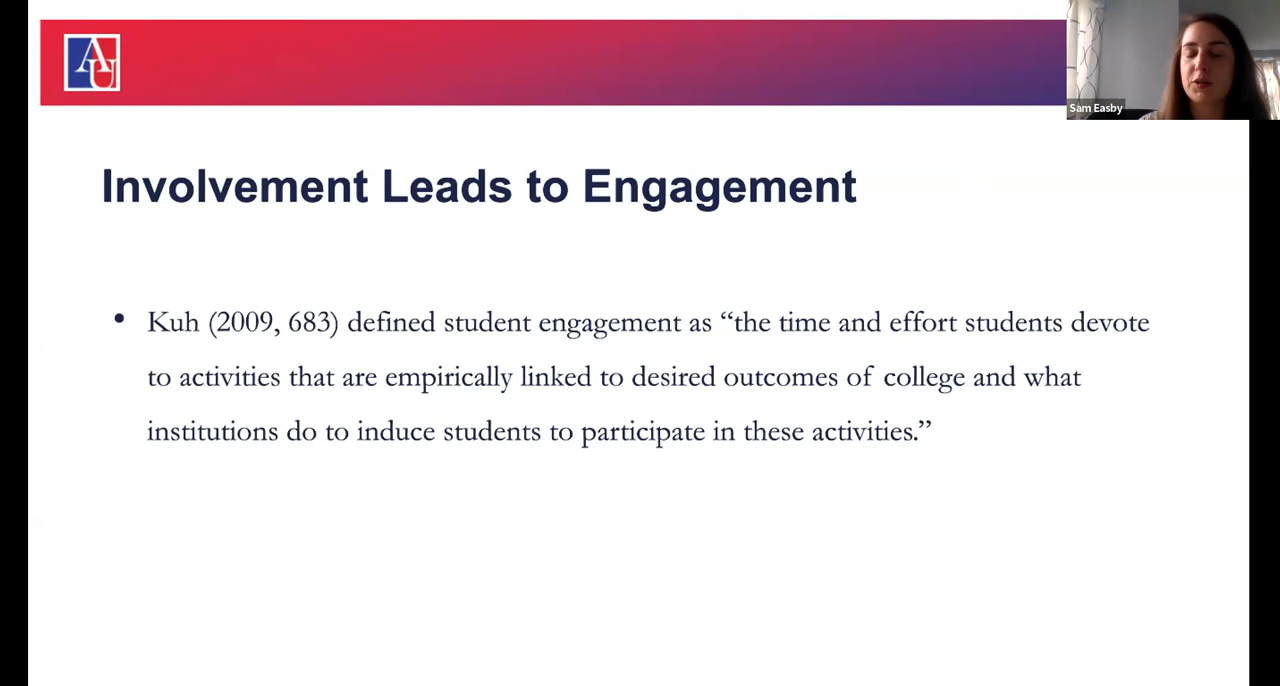 AU
Sam Easby
Involvement Leads to Engagement
• Kuh (2009, 683) defined student engagement as “the time and effort students devote
to activities that are empirically linked to desired outcomes of college and what
institutions do to induce students to participate in these activities.”